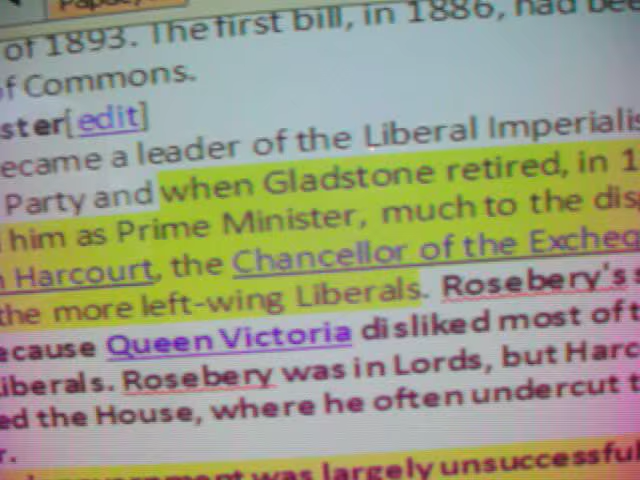 of 1893. The first bill, in 1886, had bee
of Commons.
ster[edit]
ecame a leader of the Liberal Imperialis
Party and when Gladstone retired, in 1
him as Prime Minister, much to the disp
Harcourt, the Chancellor of the Excheq
the more left-wing Liberals. Rosebery's
ecause Queen Victoria disliked most oft
iberals. Rosebery was in Lords, but Harc
ed the House, where he often undercut t
r.
government was largely unsuccessful